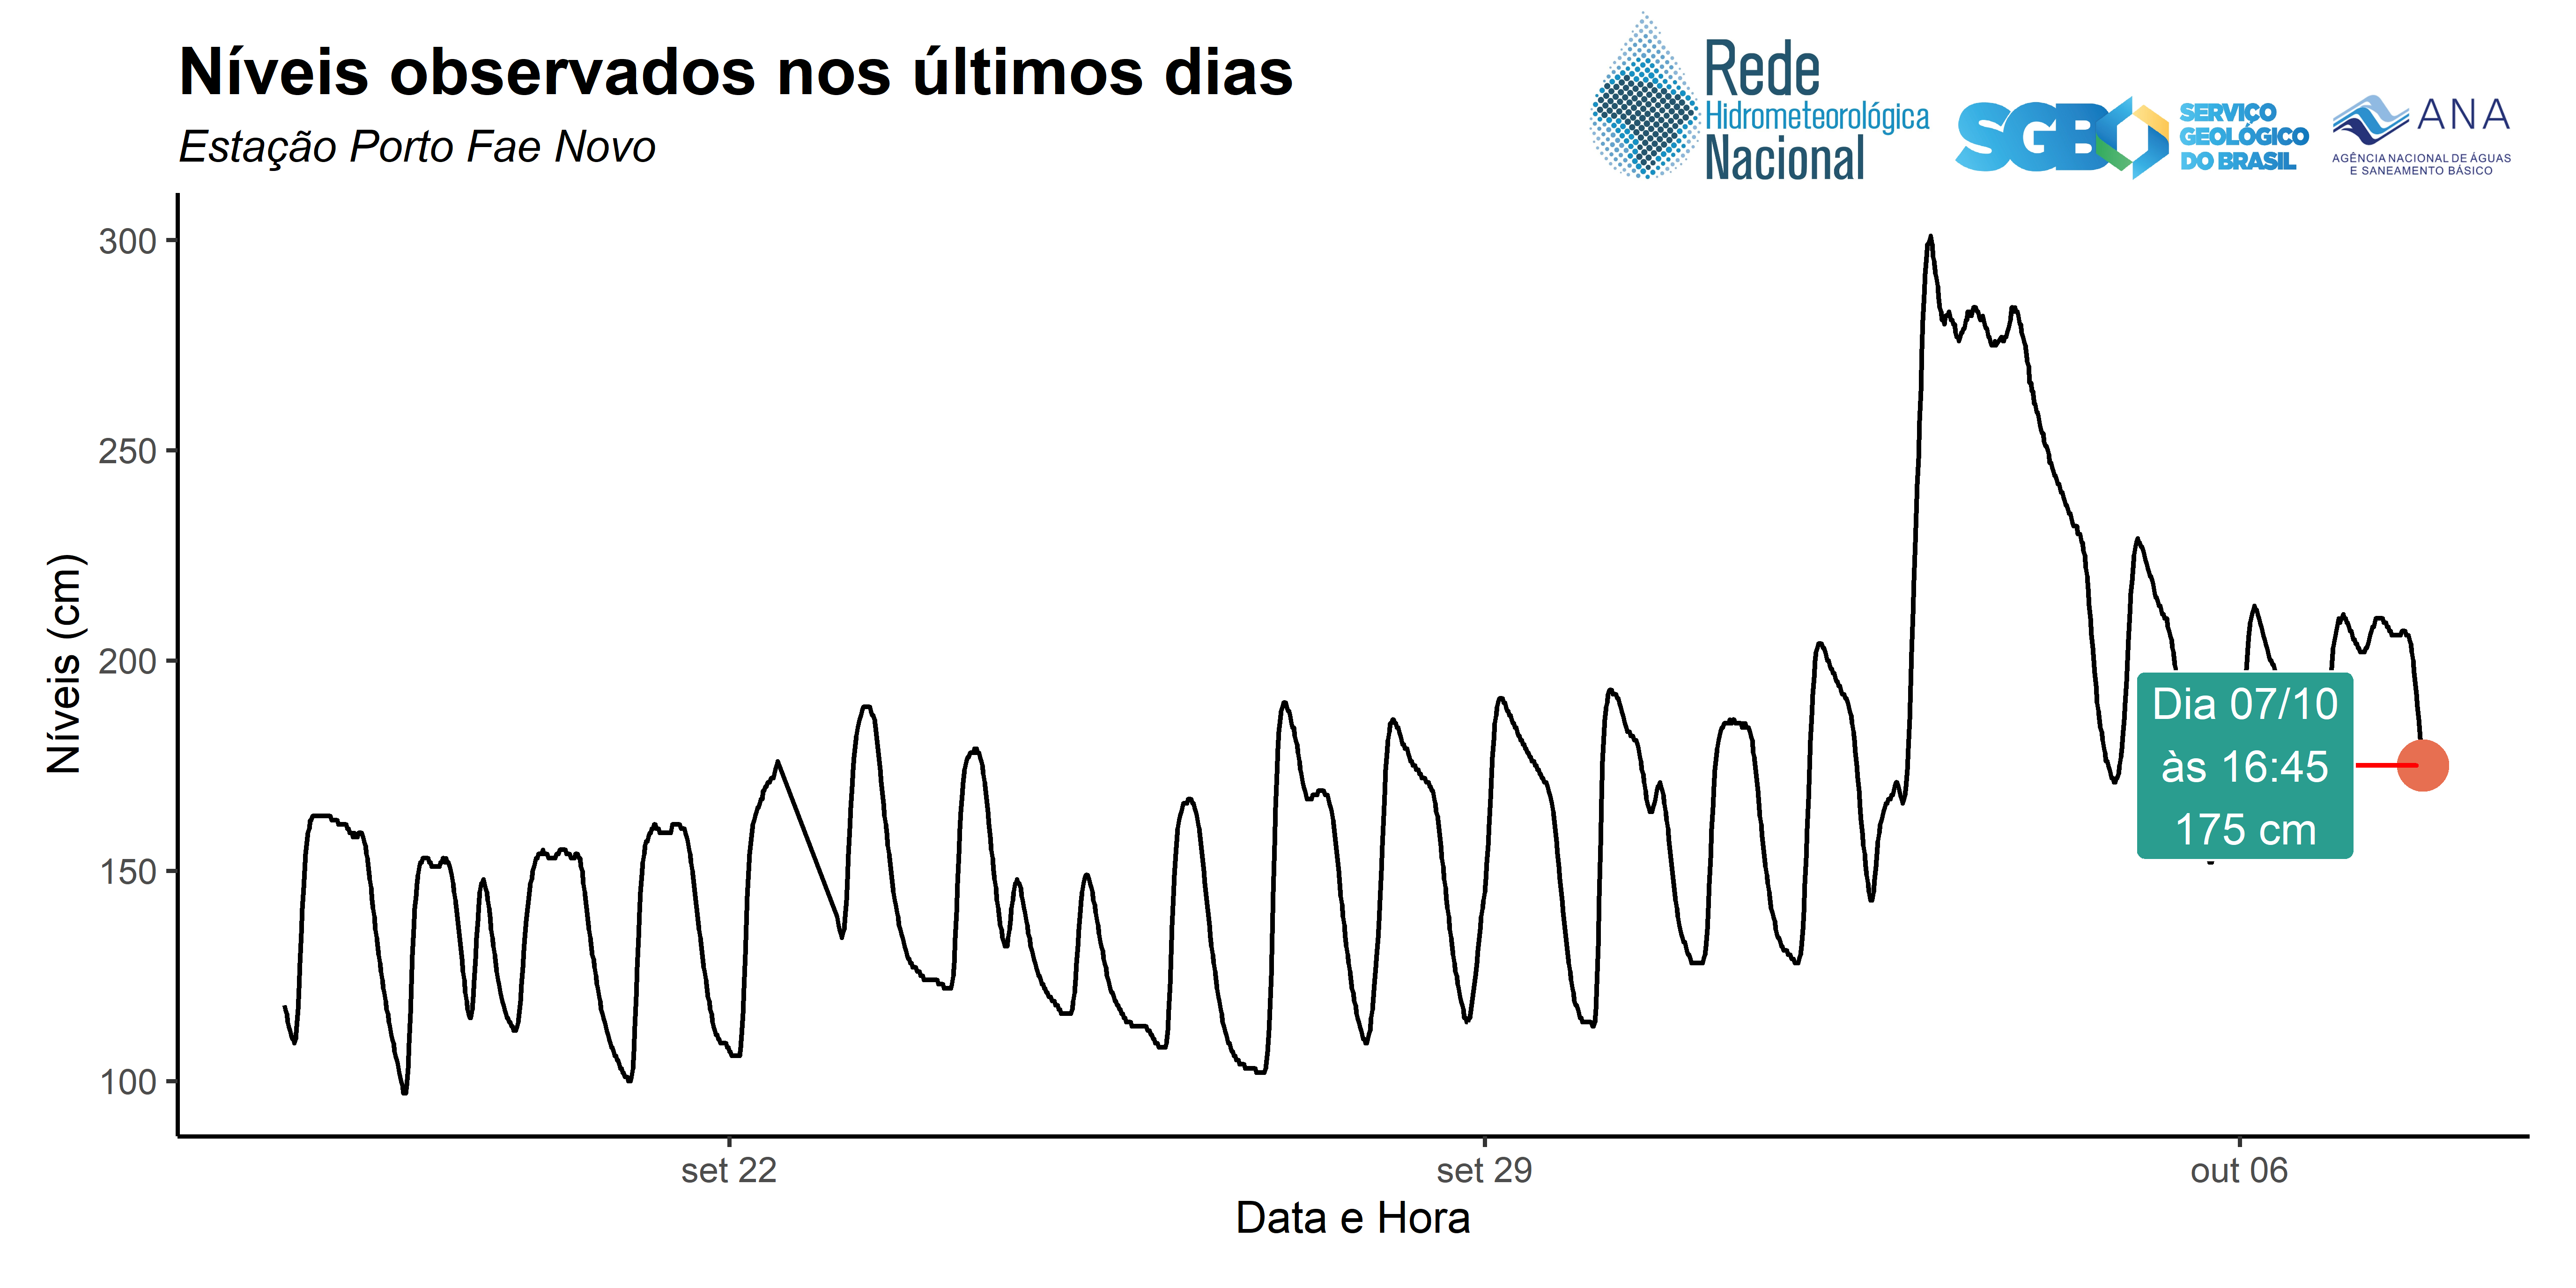 Níveis observados nos últimos dias
Estação Porto Fae Novo
Rede
Hidrometeorológica
Nacional
SGB
SERVIÇO
GEOLÓGICO
DO BRASIL
ANA
AGÊNCIA NACIONAL DE ÁGUAS
E SANEAMENTO BÁSICO
300
250
200
150
100
Níveis (cm)
Dia 07/10
às 16:45
175 cm
set 22
set 29
out 06
Data e Hora